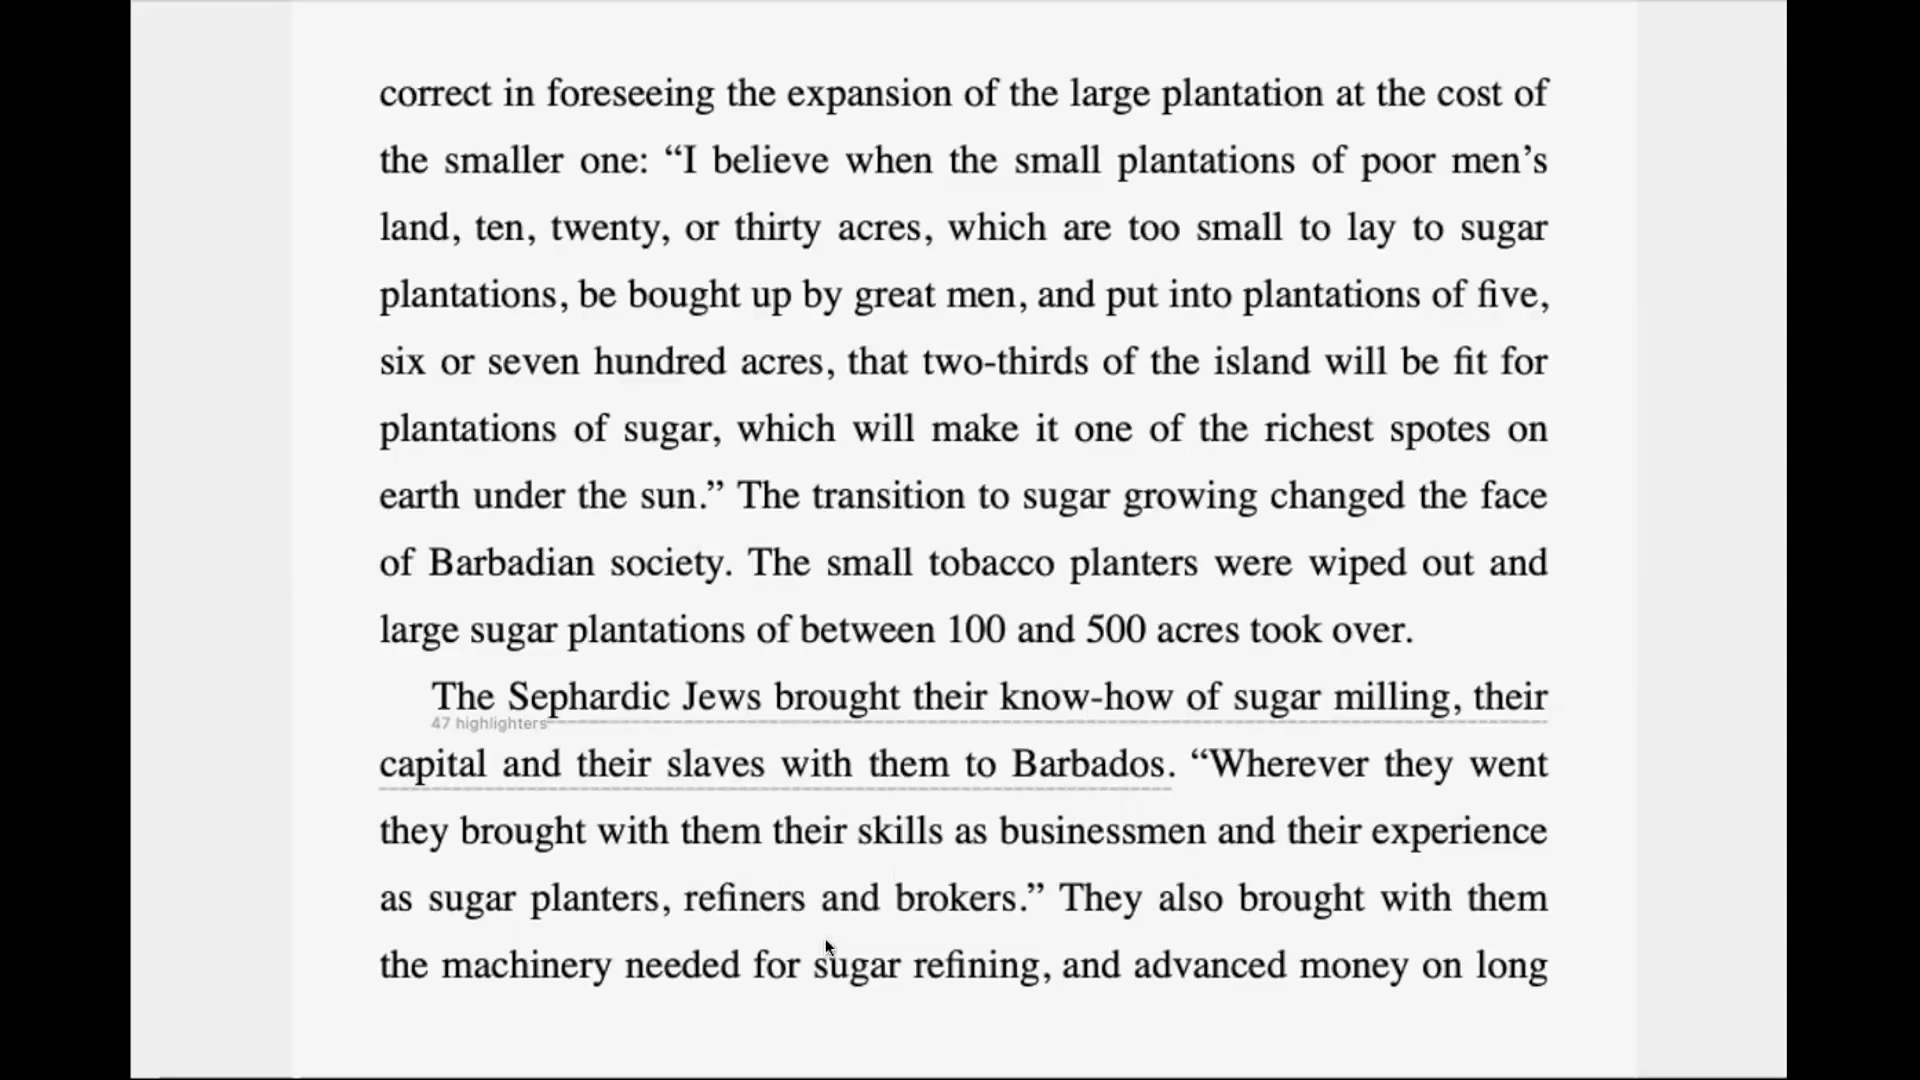 correct in foreseeing the expansion of the large plantation at the cost of
the smaller one: “I believe when the small plantations of poor men’s
land, ten, twenty, or thirty acres, which are too small to lay to sugar
plantations, be bought up by great men, and put into plantations of five,
six or seven hundred acres, that two-thirds of the island will be fit for
plantations of sugar, which will make it one of the richest spotes on
earth under the sun.” The transition to sugar growing changed the face
of Barbadian society. The small tobacco planters were wiped out and
large sugar plantations of between 100 and 500 acres took over.
The Sephardic Jews brought their know-how of sugar milling, their
47 highlighters
capital and their slaves with them to Barbados. “Wherever they went
they brought with them their skills as businessmen and their experience
as sugar planters, refiners and brokers.” They also brought with them
the machinery needed for sugar refining, and advanced money on long